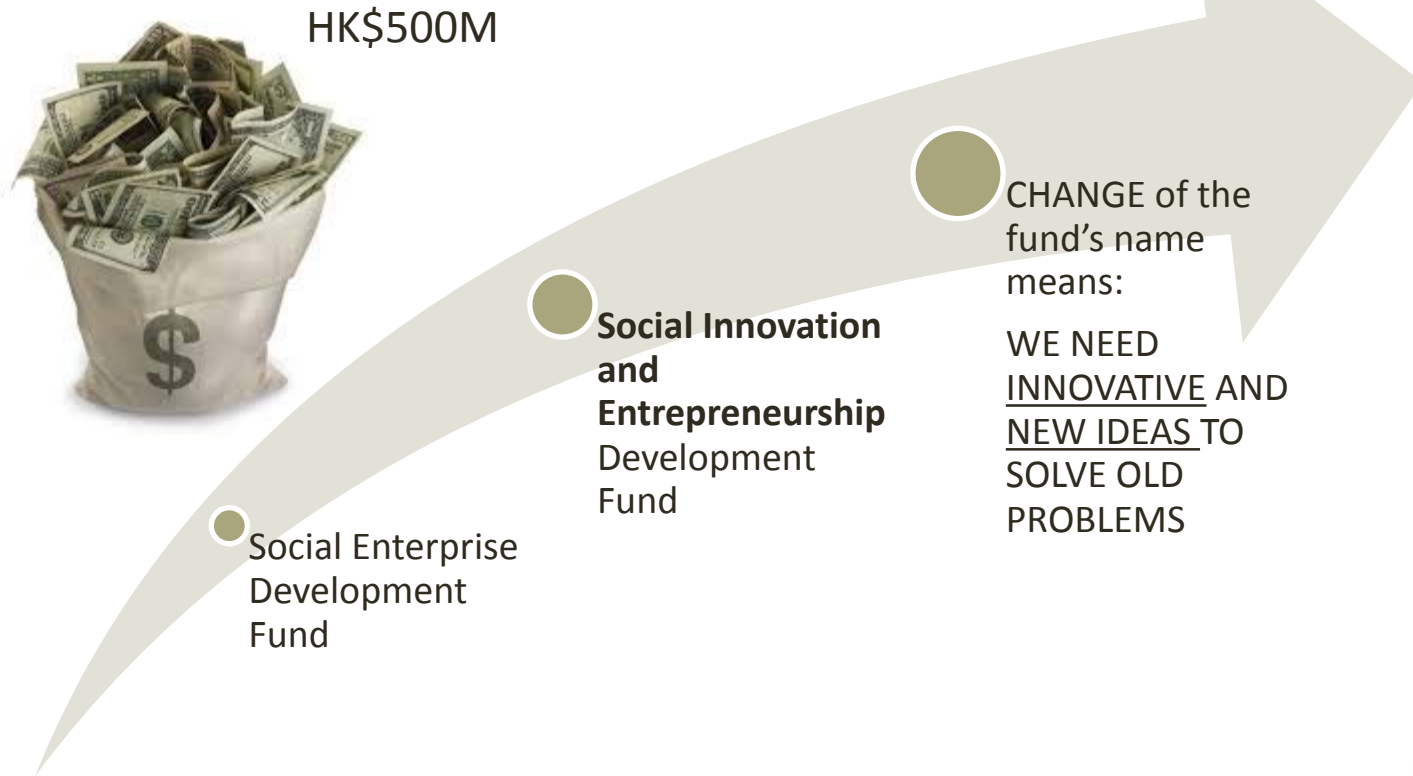 HK$500M
$
Social Enterprise
Development
Fund
Social Innovation
and
Entrepreneurship
Development
Fund
CHANGE of the
fund’s name
means:
WE NEED
INNOVATIVE AND
NEW IDEAS TO
SOLVE OLD
PROBLEMS